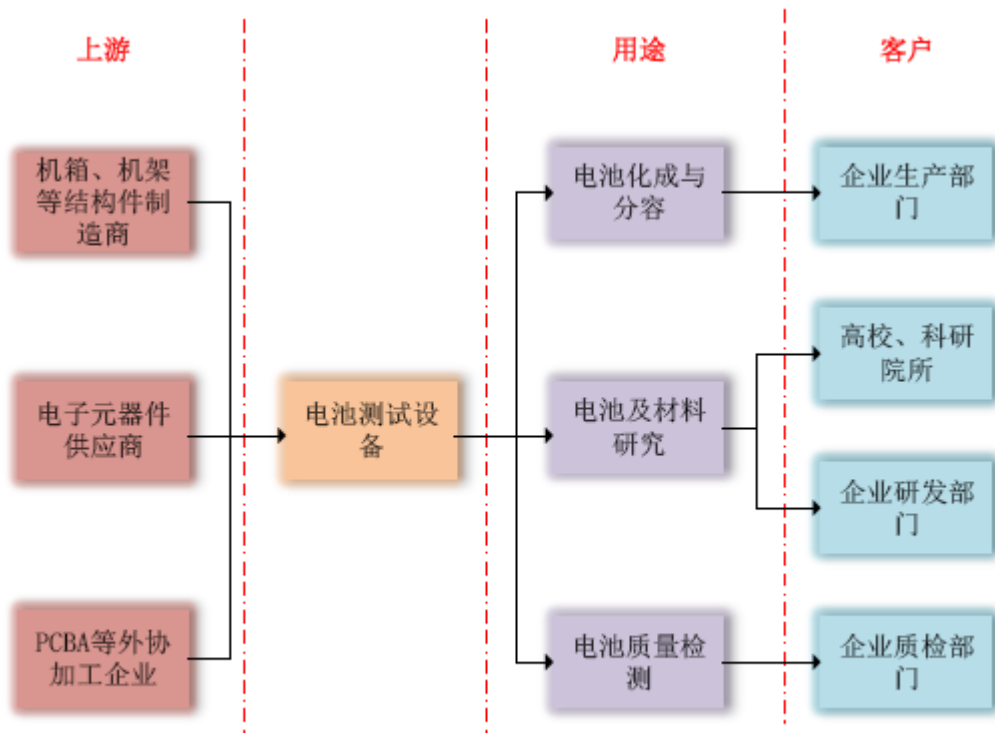 上游
用途
客户
机箱、机架
等结构件制
造商
电池化成与
分容
企业生产部
门
高校、科研
院所
电子元器件
供应商
电池测试设
备
电池及材料
研究
企业研发部
门
PCBA等外协
加工企业
电池质量检
测
企业质检部
门